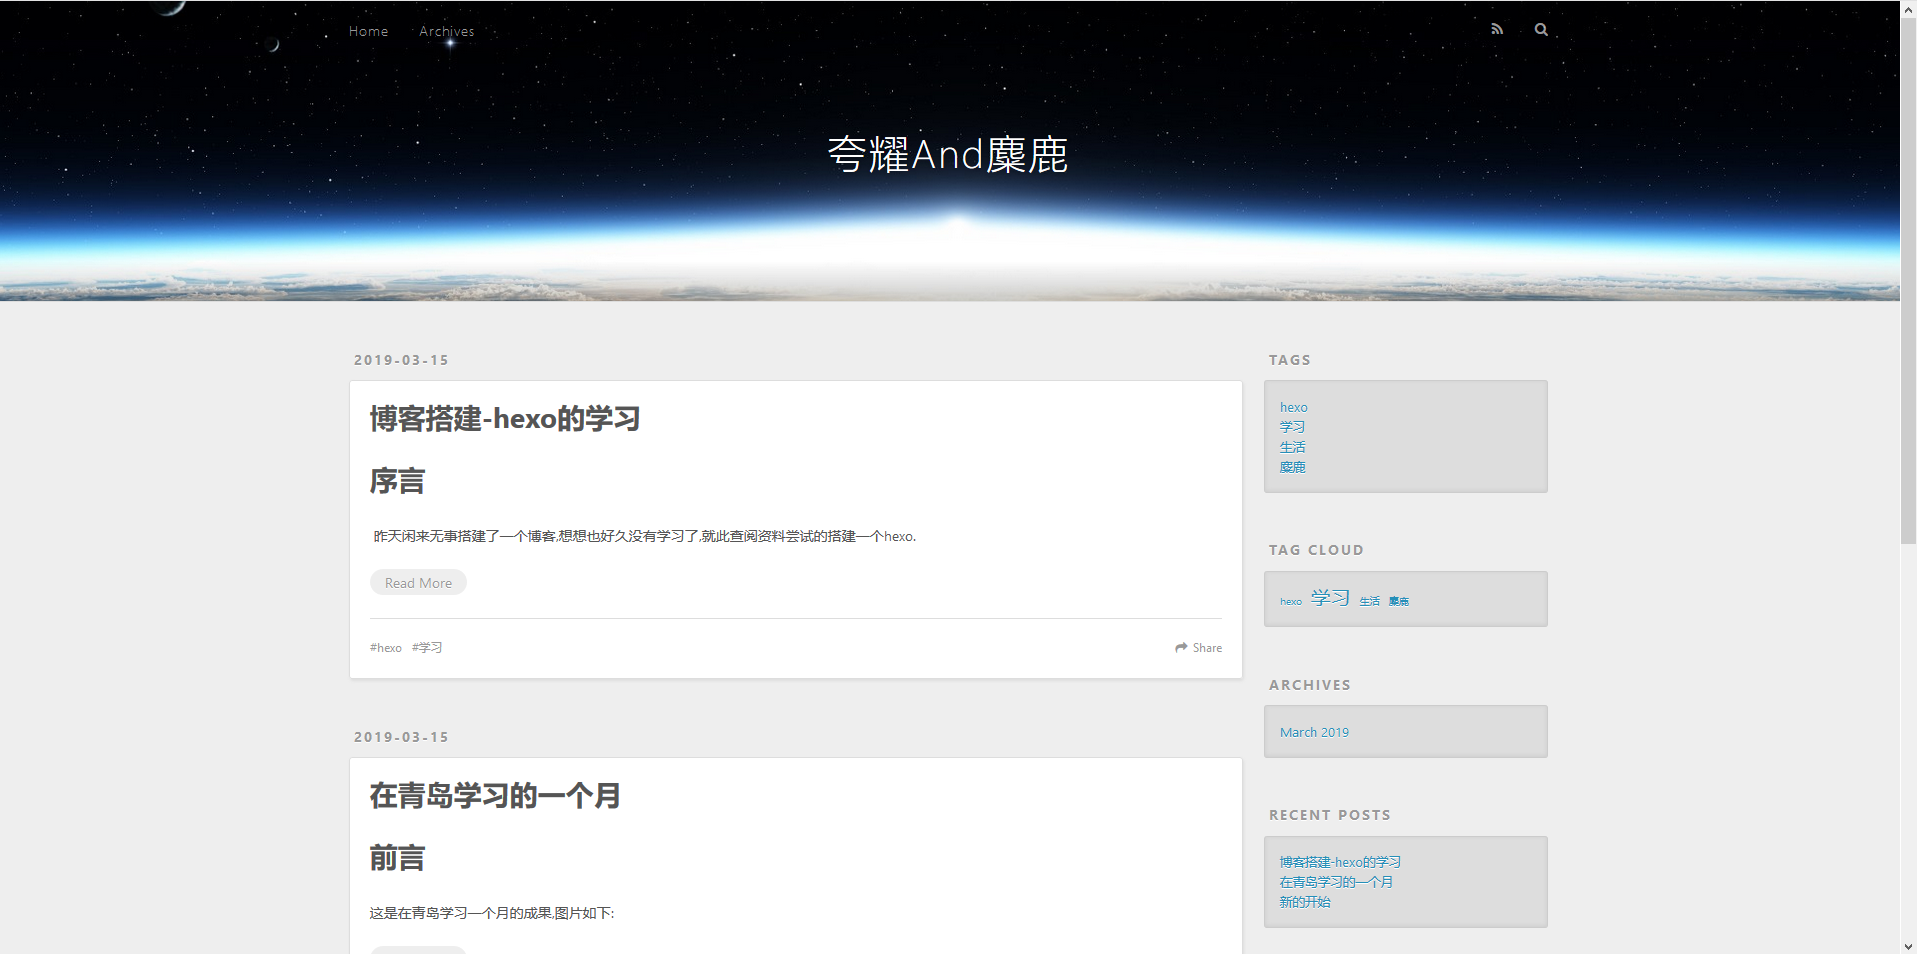 Home Archives
夸耀And麋鹿
2019-03-15
博客搭建-hexo的学习
序言
昨天闲来无事搭建了一个博客,想想也好久没有学习了,就此查阅资料尝试的搭建一个hexo.
Read More
#hexo #学习 Share
2019-03-15
在青岛学习的一个月
前言
这是在青岛学习一个月的成果,图片如下:
TAGS
hexo
学习
生活
麋鹿
TAG CLOUD
hexo 学习 生活 麋鹿
ARCHIVES
March 2019
RECENT POSTS
博客搭建-hexo的学习
在青岛学习的一个月
新的开始